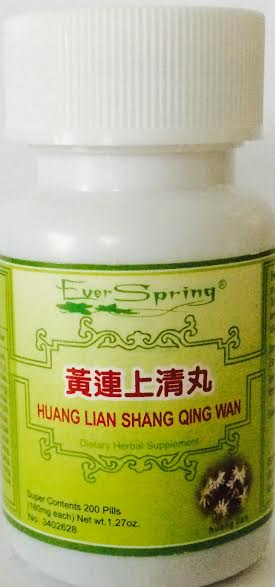 Ever Spring®
黃連上清丸
HUANG LIAN SHANG QING WAN
Dietary Herbal Supplement
Super Contents 200 Pills
(180mg each) Net wt.1.27oz.
No. 3402628
huang lian